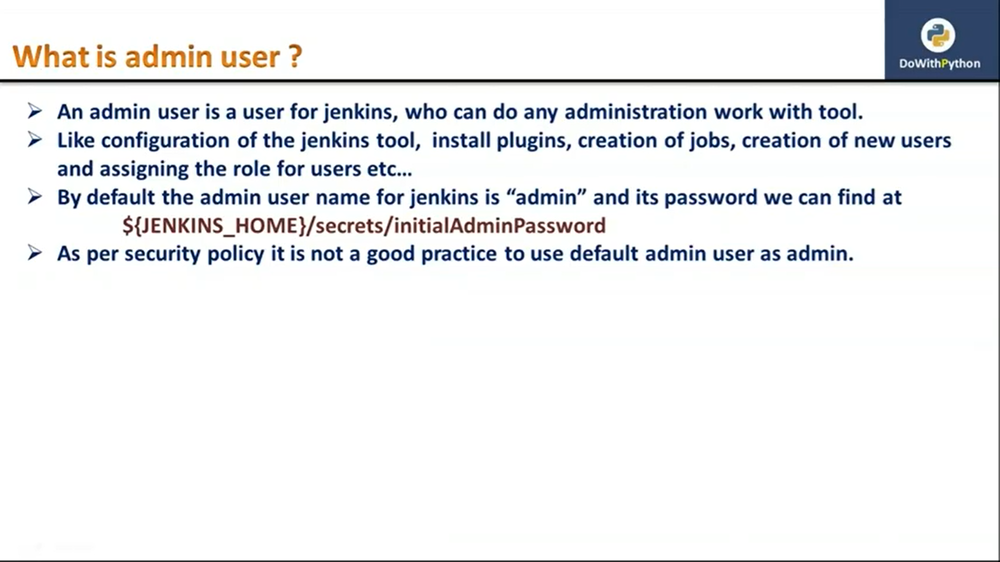 What is admin user ?
DoWithPython
➢ An admin user is a user for jenkins, who can do any administration work with tool.
➢ Like configuration of the jenkins tool,  install plugins, creation of jobs, creation of new users
and assigning the role for users etc...
➢ By default the admin user name for jenkins is “admin” and its password we can find at
${JENKINS_HOME}/secrets/initialAdminPassword
➢ As per security policy it is not a good practice to use default admin user as admin.